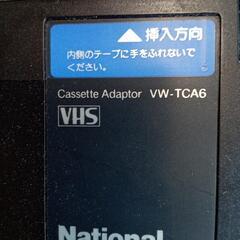 ▲ 挿入方向
内側のテープに手をふれないで
ください。
Cassette Adaptor VW-TCA6
VHS
National